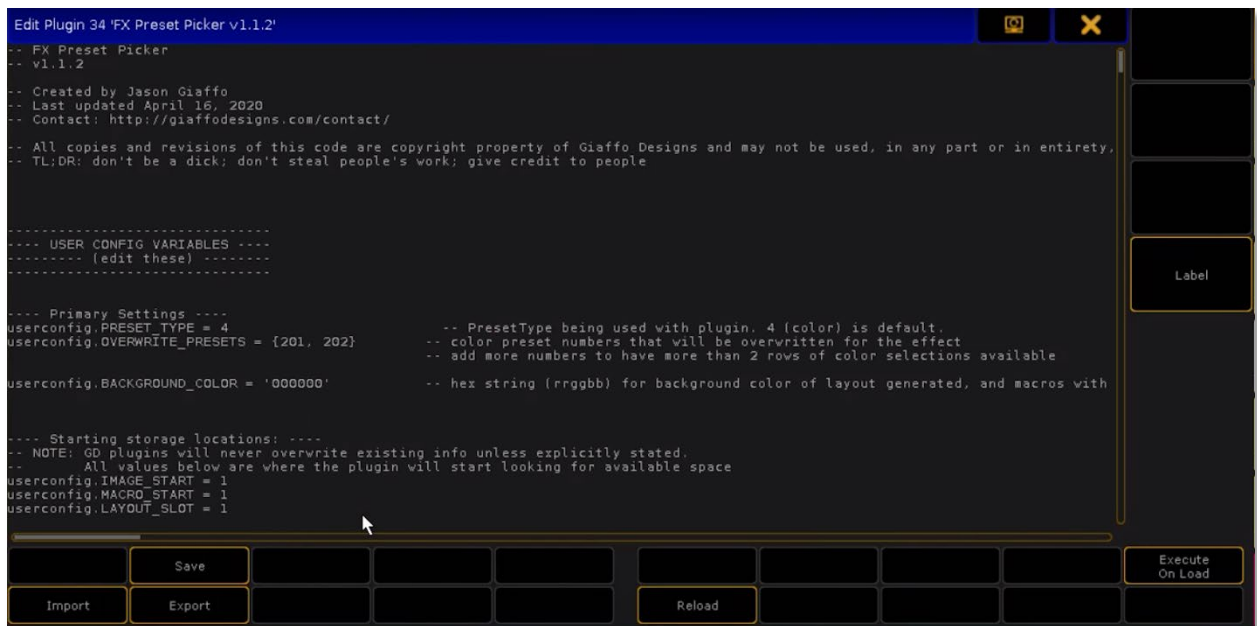 Edit Plugin 34 'FX Preset Picker v1.1.2'
-- FX Preset Picker
-- v1.1.2
-- Created by Jason Giaffo
-- Last updated April 16, 2020
-- Contact: http://giaffodesigns.com/contact/
-- All copies and revisions of this code are copyright property of Giaffo Designs and may not be used, in any part or in entirety,
-- TL;DR: don't be a dick; don't steal people's work; give credit to people
------------------------------
---- USER CONFIG VARIABLES ----
--------- (edit these) --------
------------------------------
Label
---- Primary Settings ----
userconfig.PRESET_TYPE = 4 -- PresetType being used with plugin. 4 (color) is default.
userconfig.OVERWRITE_PRESETS = {201, 202} -- color preset numbers that will be overwritten for the effect
-- add more numbers to have more than 2 rows of color selections available
userconfig.BACKGROUND_COLOR = '000000' -- hex string (rrggbb) for background color of layout generated, and macros with
---- Starting storage locations: ----
-- NOTE: GD plugins will never overwrite existing info unless explicitly stated.
-- All values below are where the plugin will start looking for available space
userconfig.IMAGE_START = 1
userconfig.MACRO_START = 1
userconfig.LAYOUT_SLOT = 1
Save
Execute
On Load
Import
Export
Reload